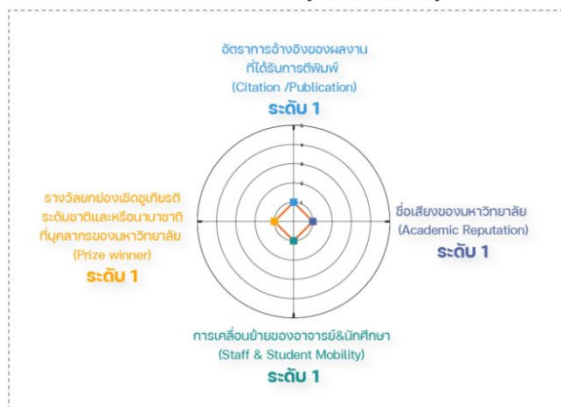 อัตราการอ้างอิงของผลงาน
ที่ได้รับการตีพิมพ์
(Citation /Publication)
ระดับ 1
รางวัลยกย่องเชิดชูเกียรติ
ระดับชาติและหรือนานาชาติ
ที่บุคลากรของมหาวิทยาลัย
(Prize winner)
ระดับ 1
ชื่อเสียงของมหาวิทยาลัย
(Academic Reputation)
ระดับ 1
การเคลื่อนย้ายของอาจารย์&นักศึกษา
(Staff & Student Mobility)
ระดับ 1